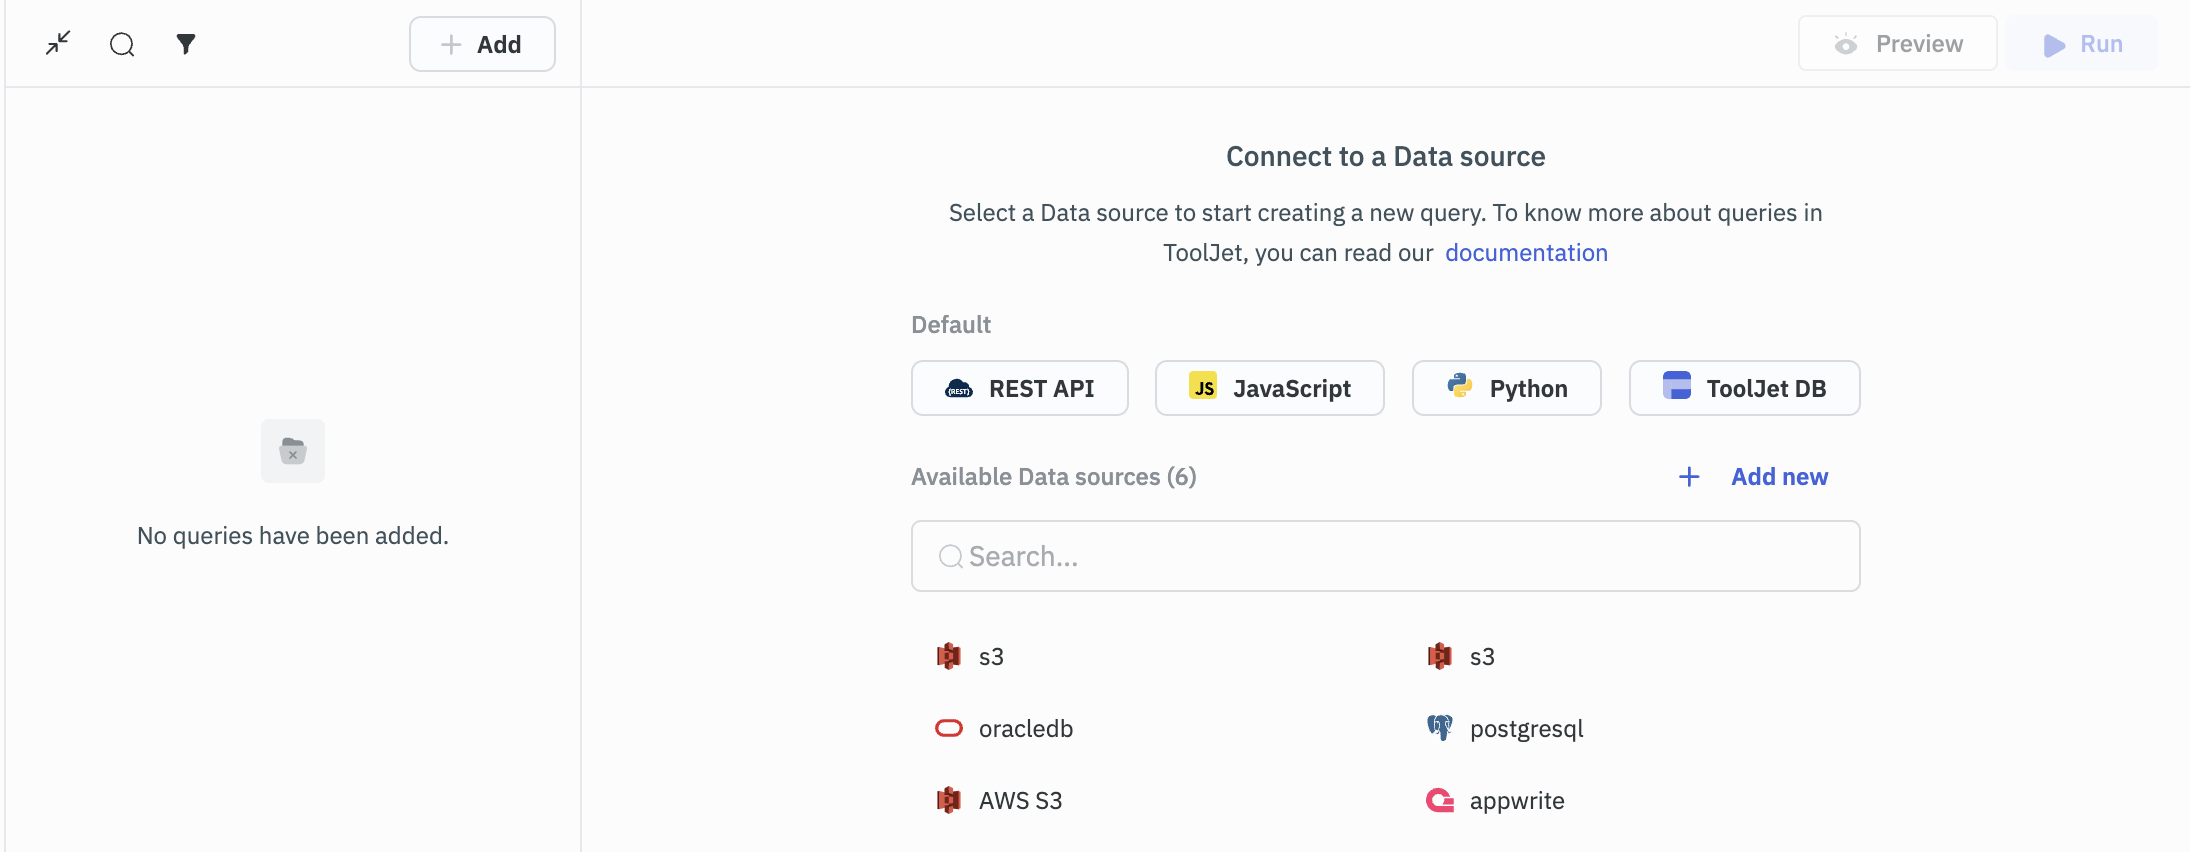 Add
Preview
Run
Connect to a Data source
Select a Data source to start creating a new query. To know more about queries in
ToolJet, you can read our documentation
Default
{REST} REST API
JS JavaScript
Python
ToolJet DB
Available Data sources (6)
Add new
Search...
No queries have been added.
s3
s3
oracledb
postgresql
AWS S3
appwrite